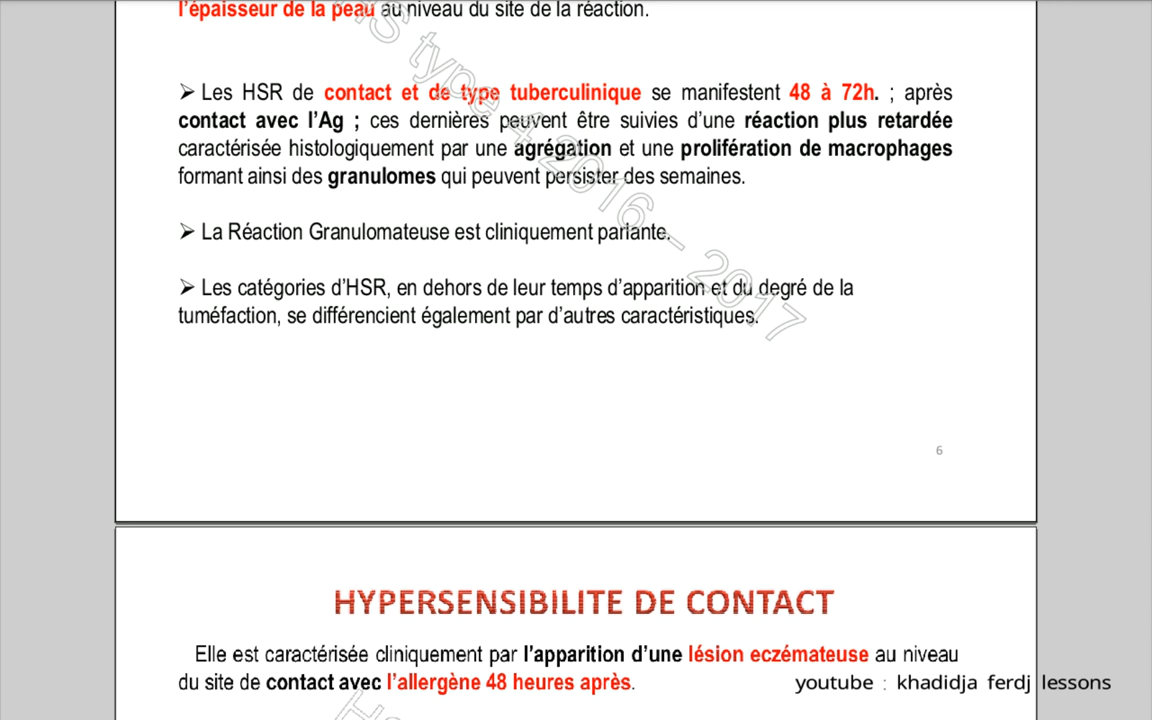 l’épaisseur de la peau au niveau du site de la réaction.
➢ Les HSR de contact et de type tuberculinique se manifestent 48 à 72h. ; après
contact avec l’Ag ; ces dernières peuvent être suivies d’une réaction plus retardée
caractérisée histologiquement par une agrégation et une prolifération de macrophages
formant ainsi des granulomes qui peuvent persister des semaines.
➢ La Réaction Granulomateuse est cliniquement parlante.
➢ Les catégories d’HSR, en dehors de leur temps d’apparition et du degré de la
tuméfaction, se différencient également par d’autres caractéristiques.
HS type 4 2016 – 2017
6
HYPERSENSIBILITE DE CONTACT
Elle est caractérisée cliniquement par l’apparition d’une lésion eczémateuse au niveau
du site de contact avec l’allergène 48 heures après.
youtube : khadidja ferdj lessons